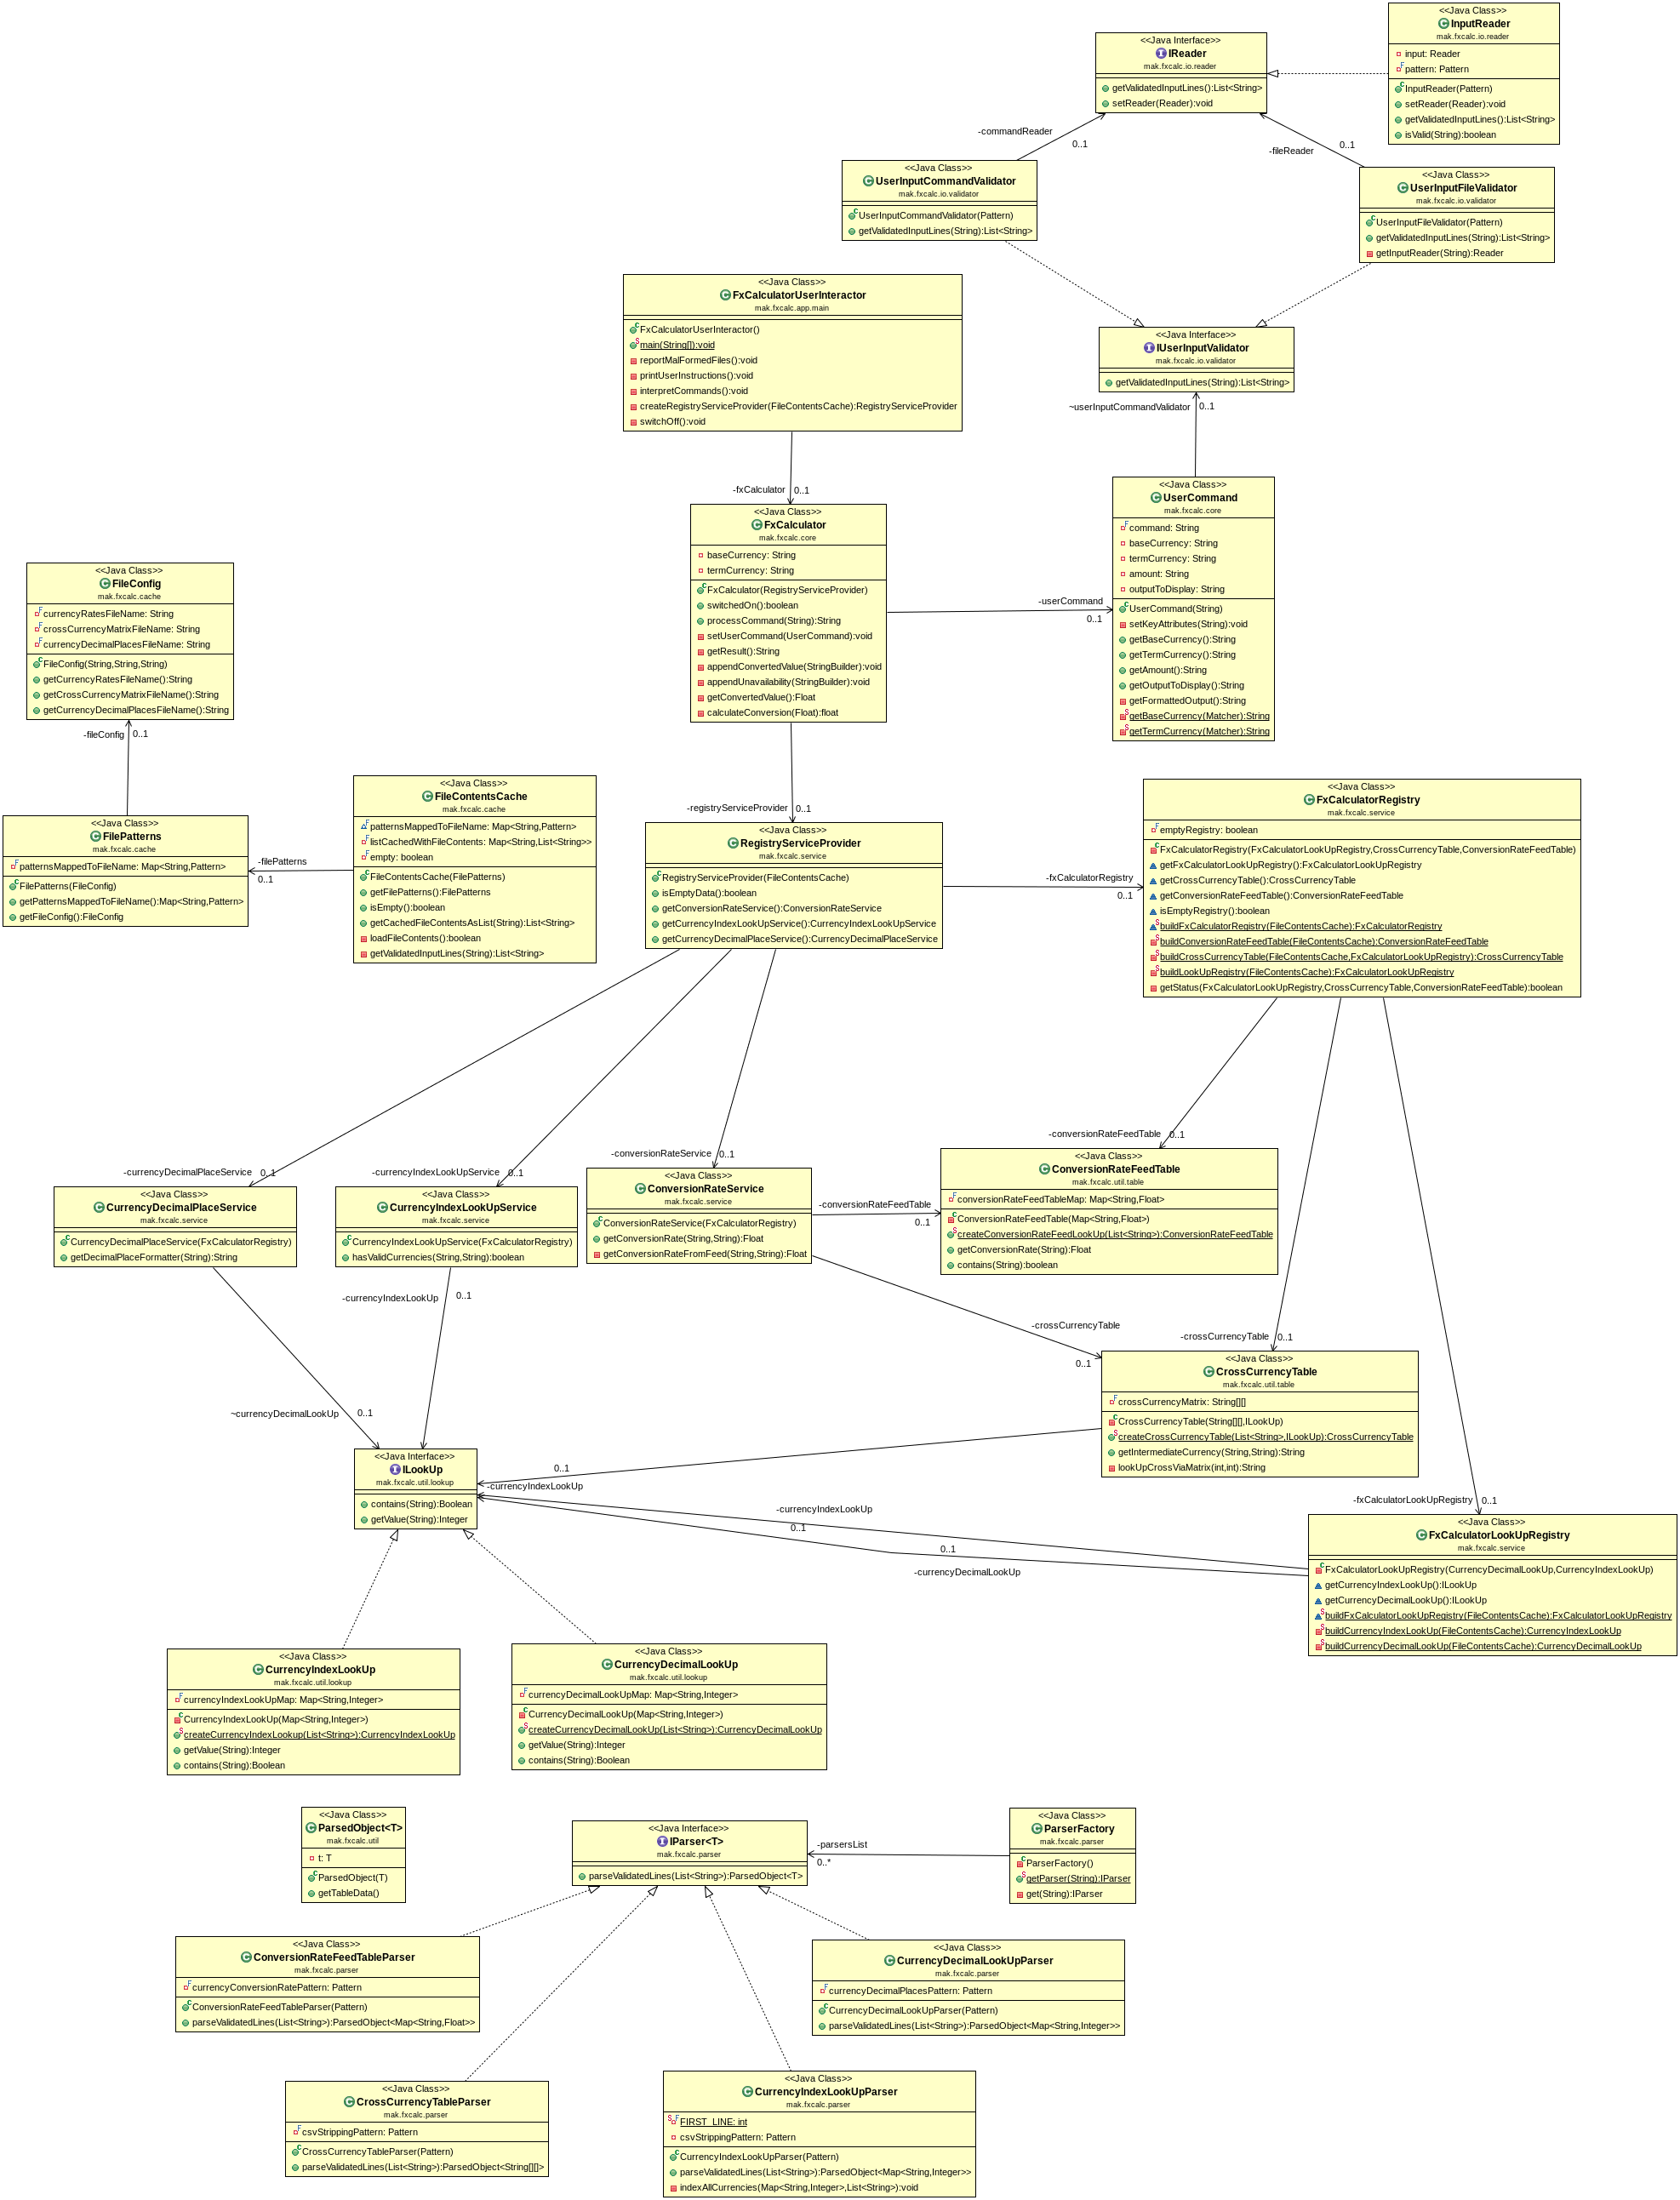 <<Java Class>>
InputReader
mak.fxcalc.io.reader
input: Reader
pattern: Pattern
InputReader(Pattern)
setReader(Reader):void
getValidatedInputLines():List<String>
isValid(String):boolean
<<Java Interface>>
IReader
mak.fxcalc.io.reader
getValidatedInputLines():List<String>
setReader(Reader):void
-commandReader
0..1
-fileReader
0..1
<<Java Class>>
UserInputCommandValidator
mak.fxcalc.io.validator
UserInputCommandValidator(Pattern)
getValidatedInputLines(String):List<String>
<<Java Class>>
UserInputFileValidator
mak.fxcalc.io.validator
UserInputFileValidator(Pattern)
getValidatedInputLines(String):List<String>
getInputReader(String):Reader
<<Java Class>>
FxCalculatorUserInteractor
mak.fxcalc.app.main
FxCalculatorUserInteractor()
main(String[]):void
reportMalFormedFiles():void
printUserInstructions():void
interpretCommands():void
createRegistryServiceProvider(FileContentsCache):RegistryServiceProvider
switchOff():void
<<Java Interface>>
IUserInputValidator
mak.fxcalc.io.validator
getValidatedInputLines(String):List<String>
~userInputCommandValidator
0..1
-fxCalculator
0..1
<<Java Class>>
UserCommand
mak.fxcalc.core
command: String
baseCurrency: String
termCurrency: String
amount: String
outputToDisplay: String
UserCommand(String)
setKeyAttributes(String):void
getBaseCurrency():String
getTermCurrency():String
getAmount():String
getOutputToDisplay():String
getFormattedOutput():String
getBaseCurrency(Matcher):String
getTermCurrency(Matcher):String
<<Java Class>>
FxCalculator
mak.fxcalc.core
baseCurrency: String
termCurrency: String
FxCalculator(RegistryServiceProvider)
switchedOn():boolean
processCommand(String):String
setUserCommand(UserCommand):void
getResult():String
appendConvertedValue(StringBuilder):void
appendUnavailability(StringBuilder):void
getConvertedValue():Float
calculateConversion(Float):float
-userCommand
0..1
<<Java Class>>
FileConfig
mak.fxcalc.cache
currencyRatesFileName: String
crossCurrencyMatrixFileName: String
currencyDecimalPlacesFileName: String
FileConfig(String,String,String)
getCurrencyRatesFileName():String
getCrossCurrencyMatrixFileName():String
getCurrencyDecimalPlacesFileName():String
-fileConfig
0..1
<<Java Class>>
FilePatterns
mak.fxcalc.cache
patternsMappedToFileName: Map<String,Pattern>
FilePatterns(FileConfig)
getPatternsMappedToFileName():Map<String,Pattern>
getFileConfig():FileConfig
-filePatterns
0..1
<<Java Class>>
FileContentsCache
mak.fxcalc.cache
patternsMappedToFileName: Map<String,Pattern>
listCachedWithFileContents: Map<String,List<String>>
empty: boolean
FileContentsCache(FilePatterns)
getFilePatterns():FilePatterns
isEmpty():boolean
getCachedFileContentsAsList(String):List<String>
loadFileContents():boolean
getValidatedInputLines(String):List<String>
-registryServiceProvider
0..1
<<Java Class>>
RegistryServiceProvider
mak.fxcalc.service
RegistryServiceProvider(FileContentsCache)
isEmptyData():boolean
getConversionRateService():ConversionRateService
getCurrencyIndexLookUpService():CurrencyIndexLookUpService
getCurrencyDecimalPlaceService():CurrencyDecimalPlaceService
-fxCalculatorRegistry
0..1
<<Java Class>>
FxCalculatorRegistry
mak.fxcalc.service
emptyRegistry: boolean
FxCalculatorRegistry(FxCalculatorLookUpRegistry,CrossCurrencyTable,ConversionRateFeedTable)
getFxCalculatorLookUpRegistry():FxCalculatorLookUpRegistry
getCrossCurrencyTable():CrossCurrencyTable
getConversionRateFeedTable():ConversionRateFeedTable
isEmptyRegistry():boolean
buildFxCalculatorRegistry(FileContentsCache):FxCalculatorRegistry
buildConversionRateFeedTable(FileContentsCache):ConversionRateFeedTable
buildCrossCurrencyTable(FileContentsCache,FxCalculatorLookUpRegistry):CrossCurrencyTable
buildLookUpRegistry(FileContentsCache):FxCalculatorLookUpRegistry
getStatus(FxCalculatorLookUpRegistry,CrossCurrencyTable,ConversionRateFeedTable):boolean
-currencyDecimalPlaceService
0..1
-currencyIndexLookUpService
0..1
-conversionRateService
0..1
-conversionRateFeedTable
0..1
<<Java Class>>
CurrencyDecimalPlaceService
mak.fxcalc.service
CurrencyDecimalPlaceService(FxCalculatorRegistry)
getDecimalPlaceFormatter(String):String
<<Java Class>>
CurrencyIndexLookUpService
mak.fxcalc.service
CurrencyIndexLookUpService(FxCalculatorRegistry)
hasValidCurrencies(String,String):boolean
<<Java Class>>
ConversionRateService
mak.fxcalc.service
ConversionRateService(FxCalculatorRegistry)
getConversionRate(String,String):Float
getConversionRateFromFeed(String,String):Float
-conversionRateFeedTable
0..1
<<Java Class>>
ConversionRateFeedTable
mak.fxcalc.util.table
conversionRateFeedTableMap: Map<String,Float>
ConversionRateFeedTable(Map<String,Float>)
createConversionRateFeedLookUp(List<String>):ConversionRateFeedTable
getConversionRate(String):Float
contains(String):boolean
-currencyIndexLookUp
0..1
-crossCurrencyTable
0..1
-crossCurrencyTable
0..1
<<Java Class>>
CrossCurrencyTable
mak.fxcalc.util.table
crossCurrencyMatrix: String[][]
CrossCurrencyTable(String[][],ILookUp)
createCrossCurrencyTable(List<String>,ILookUp):CrossCurrencyTable
getIntermediateCurrency(String,String):String
lookUpCrossViaMatrix(int,int):String
~currencyDecimalLookUp
0..1
<<Java Interface>>
ILookUp
mak.fxcalc.util.lookup
contains(String):Boolean
getValue(String):Integer
0..1
-currencyIndexLookUp
-currencyIndexLookUp
0..1
0..1
-currencyDecimalLookUp
-fxCalculatorLookUpRegistry
0..1
<<Java Class>>
FxCalculatorLookUpRegistry
mak.fxcalc.service
FxCalculatorLookUpRegistry(CurrencyDecimalLookUp,CurrencyIndexLookUp)
getCurrencyIndexLookUp():ILookUp
getCurrencyDecimalLookUp():ILookUp
buildFxCalculatorLookUpRegistry(FileContentsCache):FxCalculatorLookUpRegistry
buildCurrencyIndexLookUp(FileContentsCache):CurrencyIndexLookUp
buildCurrencyDecimalLookUp(FileContentsCache):CurrencyDecimalLookUp
<<Java Class>>
CurrencyIndexLookUp
mak.fxcalc.util.lookup
currencyIndexLookUpMap: Map<String,Integer>
CurrencyIndexLookUp(Map<String,Integer>)
createCurrencyIndexLookup(List<String>):CurrencyIndexLookUp
getValue(String):Integer
contains(String):Boolean
<<Java Class>>
CurrencyDecimalLookUp
mak.fxcalc.util.lookup
currencyDecimalLookUpMap: Map<String,Integer>
CurrencyDecimalLookUp(Map<String,Integer>)
createCurrencyDecimalLookUp(List<String>):CurrencyDecimalLookUp
getValue(String):Integer
contains(String):Boolean
<<Java Class>>
ParsedObject<T>
mak.fxcalc.util
t: T
ParsedObject(T)
getTableData()
<<Java Interface>>
IParser<T>
mak.fxcalc.parser
parseValidatedLines(List<String>):ParsedObject<T>
-parsersList
0..*
<<Java Class>>
ParserFactory
mak.fxcalc.parser
ParserFactory()
getParser(String):IParser
get(String):IParser
<<Java Class>>
ConversionRateFeedTableParser
mak.fxcalc.parser
currencyConversionRatePattern: Pattern
ConversionRateFeedTableParser(Pattern)
parseValidatedLines(List<String>):ParsedObject<Map<String,Float>>
<<Java Class>>
CurrencyDecimalLookUpParser
mak.fxcalc.parser
currencyDecimalPlacesPattern: Pattern
CurrencyDecimalLookUpParser(Pattern)
parseValidatedLines(List<String>):ParsedObject<Map<String,Integer>>
<<Java Class>>
CrossCurrencyTableParser
mak.fxcalc.parser
csvStrippingPattern: Pattern
CrossCurrencyTableParser(Pattern)
parseValidatedLines(List<String>):ParsedObject<String[][]>
<<Java Class>>
CurrencyIndexLookUpParser
mak.fxcalc.parser
FIRST_LINE: int
csvStrippingPattern: Pattern
CurrencyIndexLookUpParser(Pattern)
parseValidatedLines(List<String>):ParsedObject<Map<String,Integer>>
indexAllCurrencies(Map<String,Integer>,List<String>):void